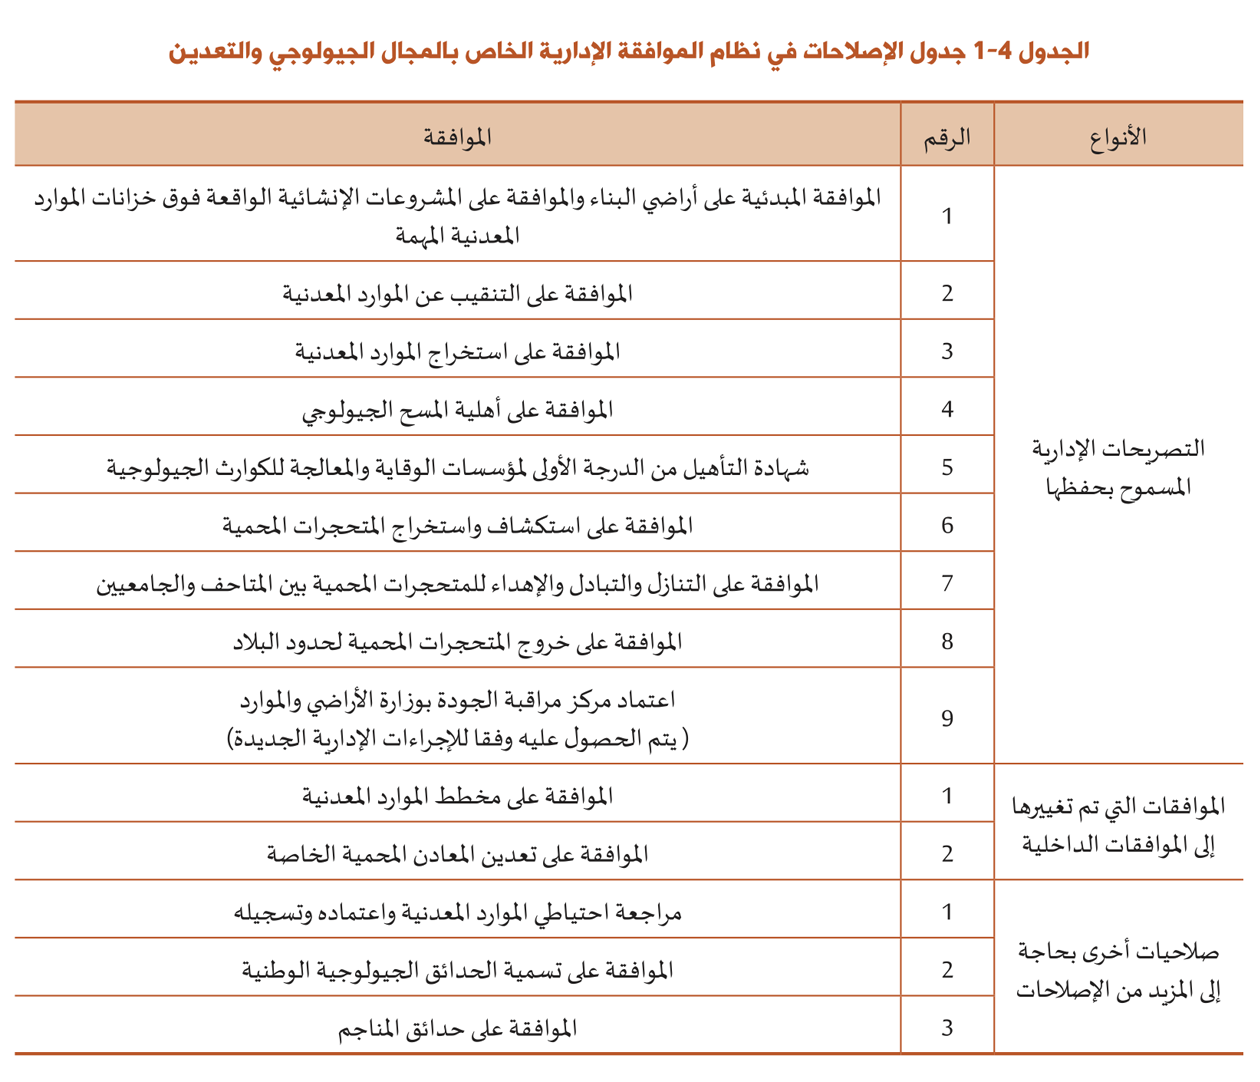 الجدول 4-1 جدول الإصلاحات في نظام الموافقة الإدارية الخاص بالمجال الجيولوجي والتعدين
الأنواع الرقم الموافقة
التصريحات الإدارية
المسموح بحفظها
1 الموافقة المبدئية على أراضي البناء والموافقة على المشروعات الإنشائية الواقعة فوق خزانات الموارد
المعدنية المهمة
2 الموافقة على التنقيب عن الموارد المعدنية
3 الموافقة على استخراج الموارد المعدنية
4 الموافقة على أهلية المسح الجيولوجي
5 شهادة التأهيل من الدرجة الأولى لمؤسسات الوقاية والمعالجة للكوارث الجيولوجية
6 الموافقة على استكشاف واستخراج المتحجرات المحمية
7 الموافقة على التنازل والتبادل والإهداء للمتحجرات المحمية بين المتاحف والجامعيين
8 الموافقة على خروج المتحجرات المحمية لحدود البلاد
9 اعتماد مركز مراقبة الجودة بوزارة الأراضي والموارد
( يتم الحصول عليه وفقا للإجراءات الإدارية الجديدة)
الموافقات التي تم تغييرها
إلى الموافقات الداخلية
1 الموافقة على مخطط الموارد المعدنية
2 الموافقة على تعدين المعادن المحمية الخاصة
صلاحيات أخرى بحاجة
إلى المزيد من الإصلاحات
1 مراجعة احتياطي الموارد المعدنية واعتماده وتسجيله
2 الموافقة على تسمية الحدائق الجيولوجية الوطنية
3 الموافقة على حدائق المناجم